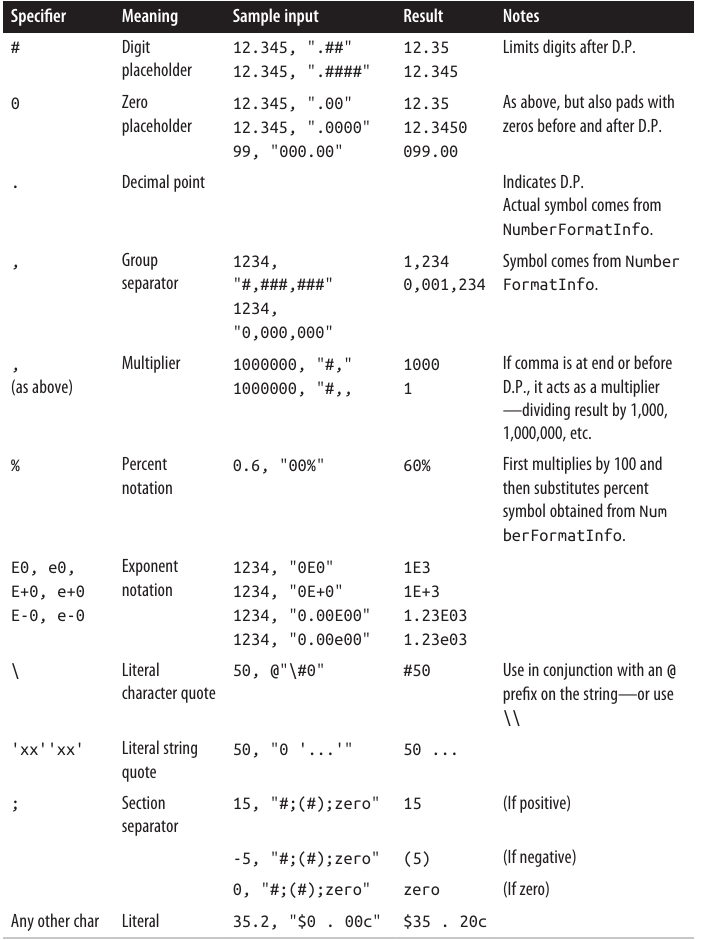 Specifier Meaning Sample input Result Notes
# Digit 12.345, ".##" 12.35 Limits digits after D.P.
placeholder 12.345, ".####" 12.345
0 Zero 12.345, ".00" 12.35 As above, but also pads with
placeholder 12.345, ".0000" 12.3450 zeros before and after D.P.
99, "000.00" 099.00
. Decimal point Indicates D.P.
Actual symbol comes from
NumberFormatInfo.
, Group 1234, 1,234 Symbol comes from Number
separator "#,###,###" 0,001,234 FormatInfo.
1234,
"0,000,000"
, Multiplier 1000000, "#," 1000 If comma is at end or before
(as above) 1000000, "#,, 1 D.P., it acts as a multiplier
—dividing result by 1,000,
1,000,000, etc.
% Percent 0.6, "00%" 60% First multiplies by 100 and
notation then substitutes percent
symbol obtained from Num
berFormatInfo.
E0, e0, Exponent 1234, "0E0" 1E3
E+0, e+0 notation 1234, "0E+0" 1E+3
E-0, e-0 1234, "0.00E00" 1.23E03
1234, "0.00e00" 1.23e03
\ Literal 50, @"\#0" #50 Use in conjunction with an @
character quote prefix on the string—or use
\\
'xx''xx' Literal string 50, "0 '...'" 50 ...
quote
; Section 15, "#;(#);zero" 15 (If positive)
separator
-5, "#;(#);zero" (5) (If negative)
0, "#;(#);zero" zero (If zero)
Any other char Literal 35.2, "$0 . 00c" $35 . 20c